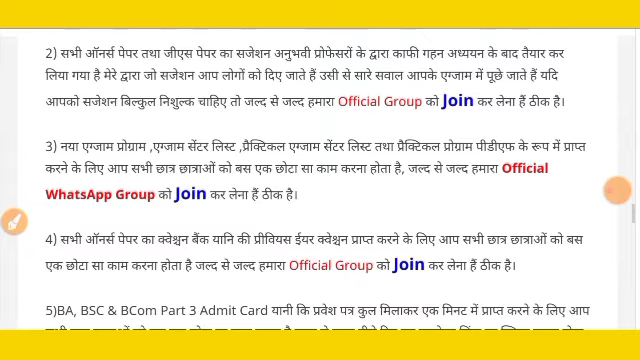 2) सभी ऑनर्स पेपर तथा जीएस पेपर का सजेशन अनुभवी प्रोफेसरों के द्वारा काफी गहन अध्ययन के बाद तैयार कर
लिया गया है मेरे द्वारा जो सजेशन आप लोगों को दिए जाते हैं उसी से सारे सवाल आपके एग्जाम में पूछे जाते हैं यदि
आपको सजेशन बिल्कुल निशुल्क चाहिए तो जल्द से जल्द हमारा Official Group को Join कर लेना हैं ठीक है।
3) नया एग्जाम प्रोग्राम ,एग्जाम सेंटर लिस्ट ,प्रैक्टिकल एग्जाम सेंटर लिस्ट तथा प्रैक्टिकल प्रोग्राम पीडीएफ के रूप में प्राप्त
करने के लिए आप सभी छात्र छात्राओं को बस एक छोटा सा काम करना होता है, जल्द से जल्द हमारा Official
WhatsApp Group को Join कर लेना हैं ठीक है।
4) सभी ऑनर्स पेपर का क्वेश्चन बैंक यानि की प्रीवियस ईयर क्वेश्चन प्राप्त करने के लिए आप सभी छात्र छात्राओं को बस
एक छोटा सा काम करना होता है जल्द से जल्द हमारा Official Group को Join कर लेना हैं ठीक है।
5)BA, BSC & BCom Part 3 Admit Card यानी कि प्रवेश पत्र कुल मिलाकर एक मिनट में प्राप्त करने के लिए आप